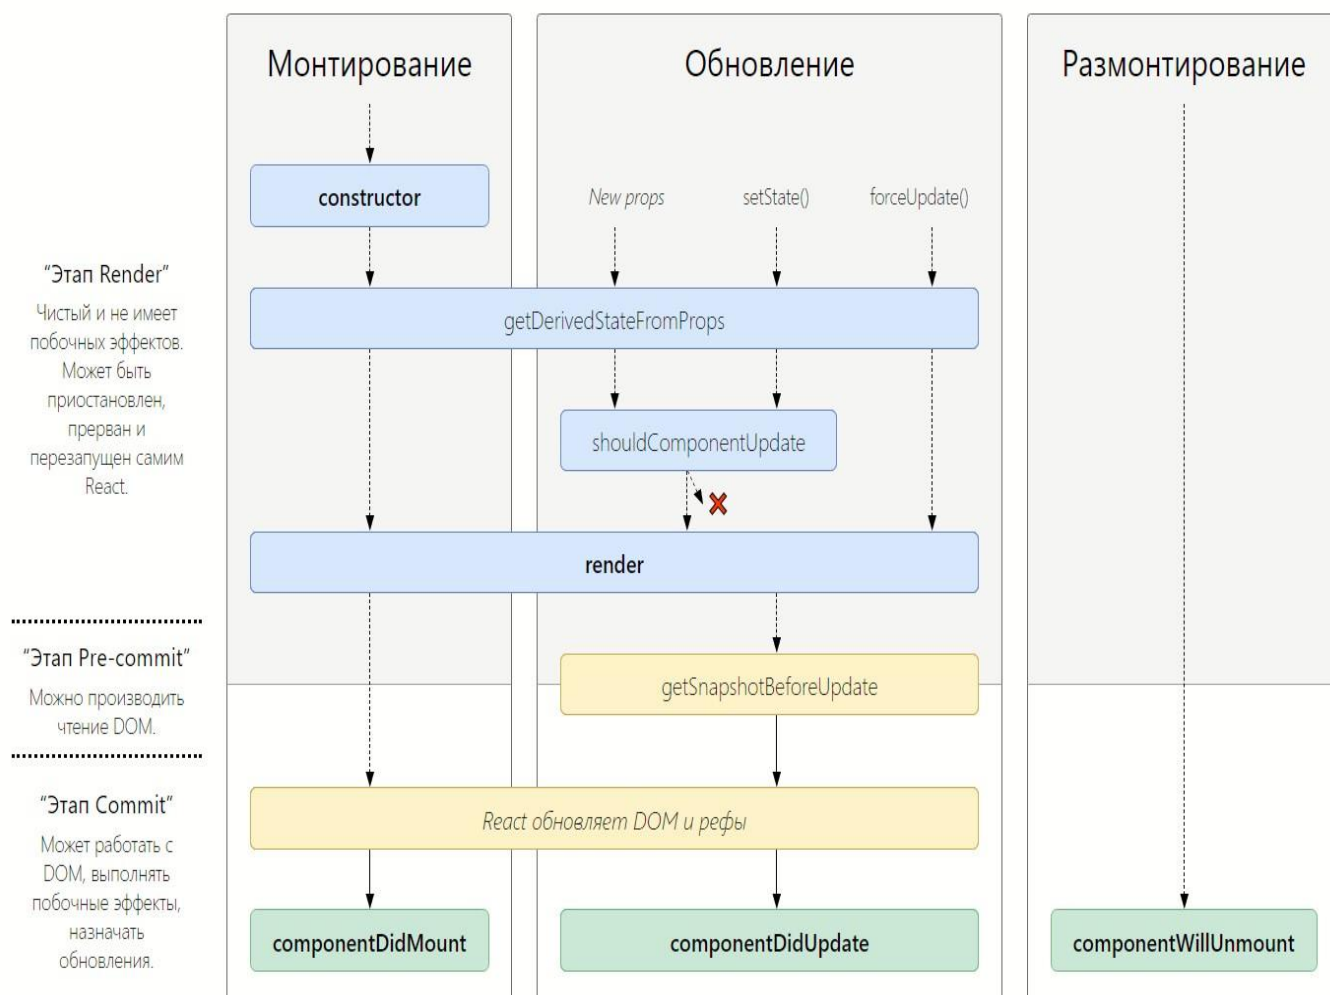 Монтирование
Обновление
Размонтирование
constructor
New props
setState()
forceUpdate()
“Этап Render”
Чистый и не имеет
побочных эффектов.
Может быть
приостановлен,
прерван и
перезапущен самим
React.
getDerivedStateFromProps
shouldComponentUpdate
render
“Этап Pre-commit”
Можно производить
чтение DOM.
getSnapshotBeforeUpdate
“Этап Commit”
Может работать с
DOM, выполнять
побочные эффекты,
назначать
обновления.
React обновляет DOM и рефы
componentDidMount
componentDidUpdate
componentWillUnmount